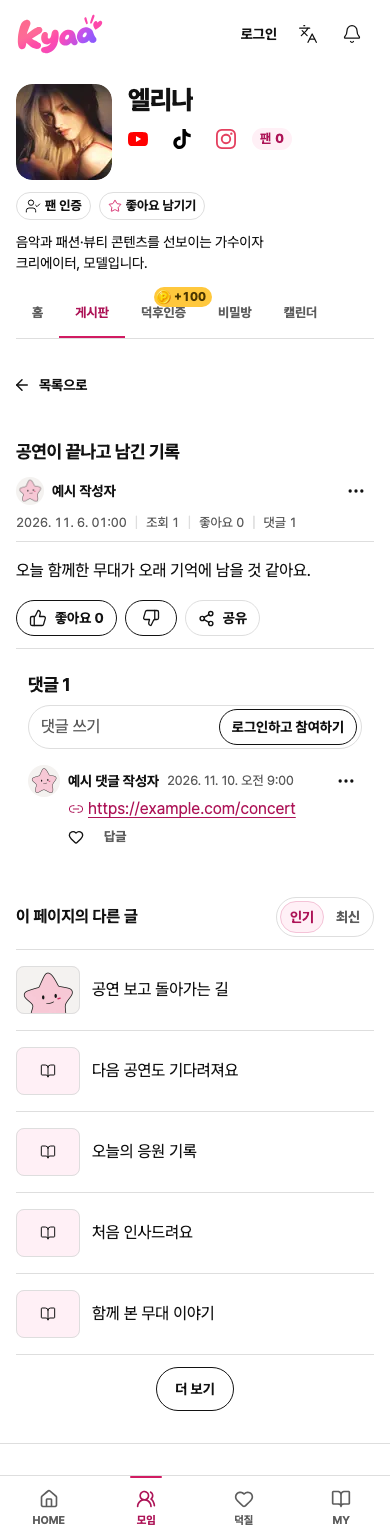 kyaa
로그인
엘리나
팬 0
팬 인증
좋아요 남기기
음악과 패션·뷰티 콘텐츠를 선보이는 가수이자
크리에이터, 모델입니다.
+100
홈 게시판 덕후인증 비밀방 캘린더
목록으로
공연이 끝나고 남긴 기록
예시 작성자
2026. 11. 6. 01:00 | 조회 1 | 좋아요 0 | 댓글 1
오늘 함께한 무대가 오래 기억에 남을 것 같아요.
좋아요 0
공유
댓글 1
댓글 쓰기
로그인하고 참여하기
예시 댓글 작성자 2026. 11. 10. 오전 9:00
https://example.com/concert
답글
이 페이지의 다른 글
인기 최신
공연 보고 돌아가는 길
다음 공연도 기다려져요
오늘의 응원 기록
처음 인사드려요
함께 본 무대 이야기
더 보기
HOME 모임 덕질 MY